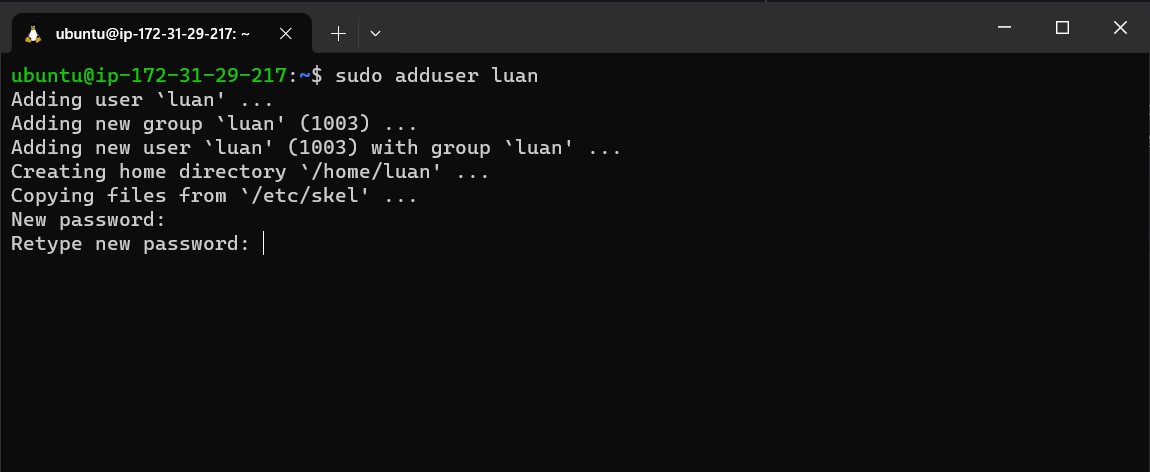 ubuntu@ip-172-31-29-217: ~
ubuntu@ip-172-31-29-217:~$ sudo adduser luan
Adding user `luan' ...
Adding new group `luan' (1003) ...
Adding new user `luan' (1003) with group `luan' ...
Creating home directory `/home/luan' ...
Copying files from `/etc/skel' ...
New password:
Retype new password: